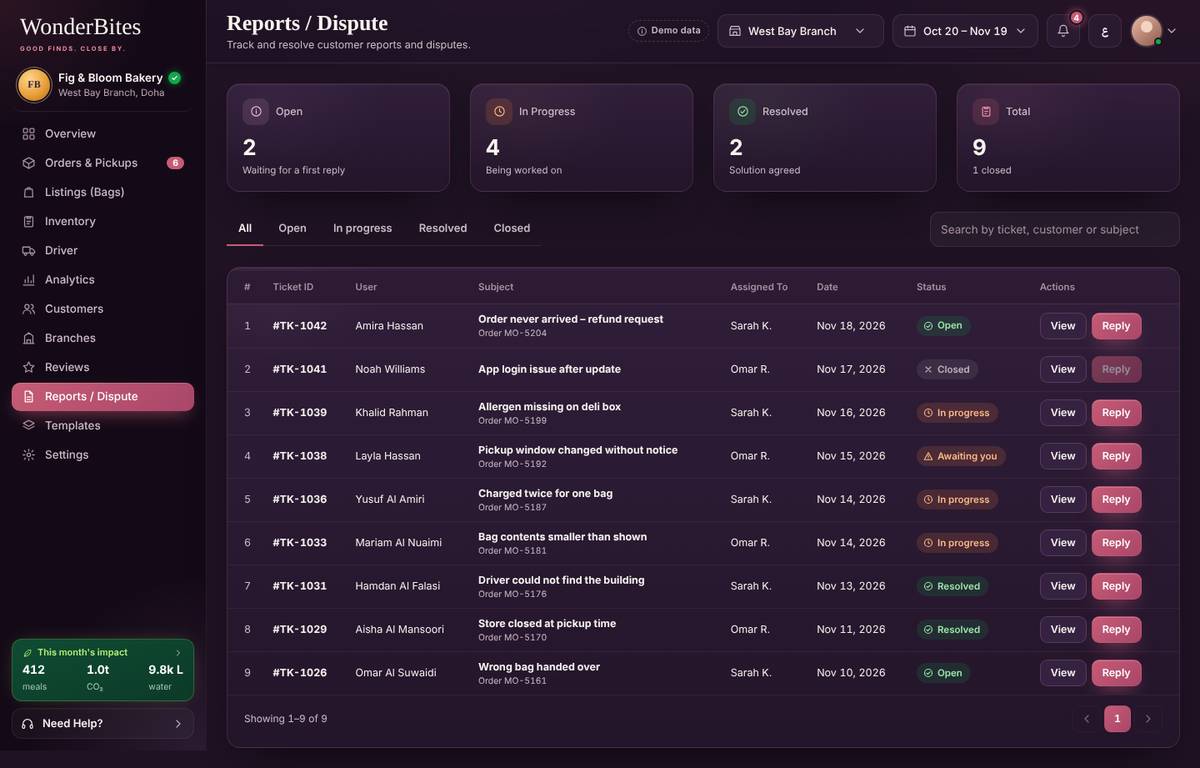 WonderBites
GOOD FINDS. CLOSE BY.
FB
Fig & Bloom Bakery
West Bay Branch, Doha
Overview
Orders & Pickups 6
Listings (Bags)
Inventory
Driver
Analytics
Customers
Branches
Reviews
Reports / Dispute
Templates
Settings
This month's impact
412 1.0t 9.8k L
meals CO₂ water
Need Help?
Reports / Dispute
Track and resolve customer reports and disputes.
Demo data
West Bay Branch
Oct 20 – Nov 19
4
ع
Open
2
Waiting for a first reply
In Progress
4
Being worked on
Resolved
2
Solution agreed
Total
9
1 closed
All Open In progress Resolved Closed
Search by ticket, customer or subject
# Ticket ID User Subject Assigned To Date Status Actions
1 #TK-1042 Amira Hassan Order never arrived – refund request Sarah K. Nov 18, 2026 Open View Reply
Order MO-5204
2 #TK-1041 Noah Williams App login issue after update Omar R. Nov 17, 2026 Closed View Reply
3 #TK-1039 Khalid Rahman Allergen missing on deli box Sarah K. Nov 16, 2026 In progress View Reply
Order MO-5199
4 #TK-1038 Layla Hassan Pickup window changed without notice Omar R. Nov 15, 2026 Awaiting you View Reply
Order MO-5192
5 #TK-1036 Yusuf Al Amiri Charged twice for one bag Sarah K. Nov 14, 2026 In progress View Reply
Order MO-5187
6 #TK-1033 Mariam Al Nuaimi Bag contents smaller than shown Omar R. Nov 14, 2026 In progress View Reply
Order MO-5181
7 #TK-1031 Hamdan Al Falasi Driver could not find the building Sarah K. Nov 13, 2026 Resolved View Reply
Order MO-5176
8 #TK-1029 Aisha Al Mansoori Store closed at pickup time Omar R. Nov 11, 2026 Resolved View Reply
Order MO-5170
9 #TK-1026 Omar Al Suwaidi Wrong bag handed over Sarah K. Nov 10, 2026 Open View Reply
Order MO-5161
Showing 1–9 of 9
1